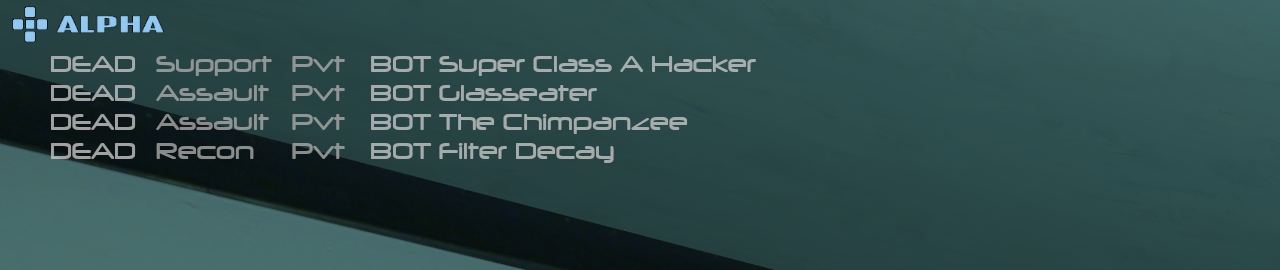 ALPHA
DEAD Support Pvt BOT Super Class A Hacker
DEAD Assault Pvt BOT Glasseater
DEAD Assault Pvt BOT The Chimpanzee
DEAD Recon Pvt BOT Filter Decay